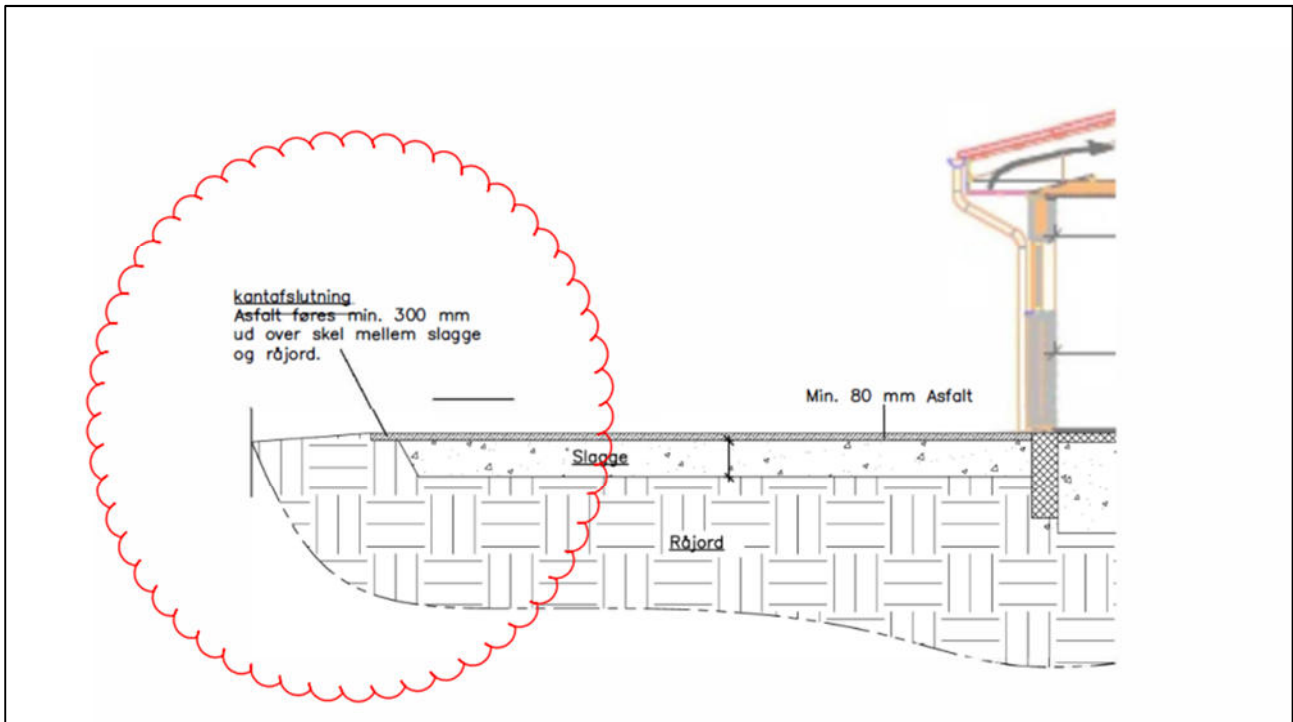 kantafslutning
Asfalt føres min. 300 mm
ud over skel mellem slagge
og råjord.
Min. 80 mm Asfalt
Slagge
Råjord